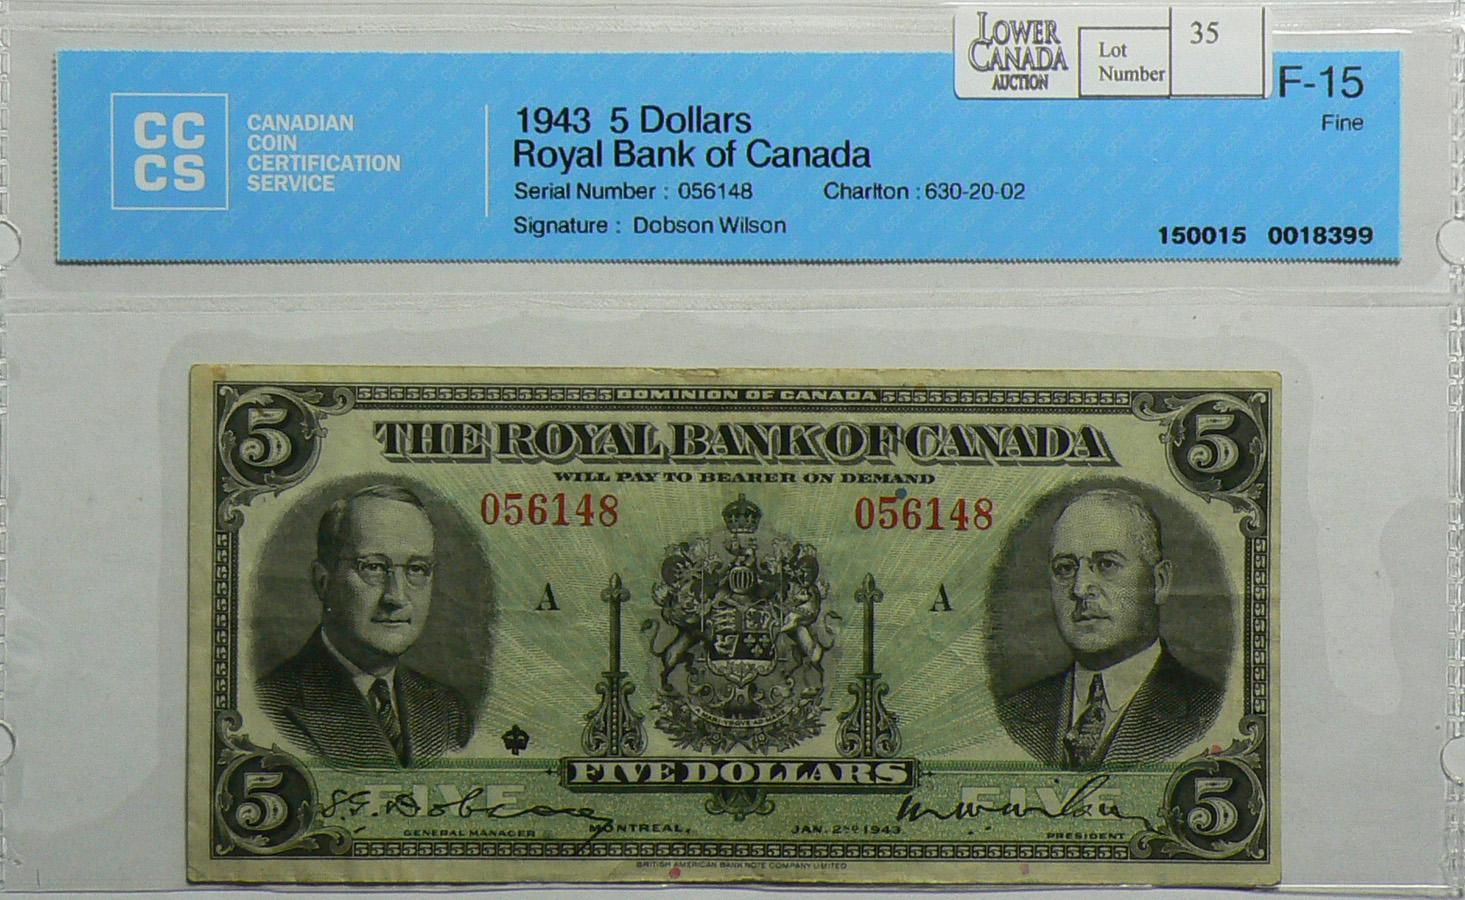 LOWER
CANADA
AUCTION
Lot
Number
35
CC
CS
CANADIAN
COIN
CERTIFICATION
SERVICE
1943 5 Dollars
Royal Bank of Canada
Serial Number : 056148 Charlton : 630-20-02
Signature : Dobson Wilson
F-15
Fine
150015 0018399
DOMINION OF CANADA
5 THE ROYAL BANK OF CANADA 5
WILL PAY TO BEARER ON DEMAND
056148 056148
A A
FIVE DOLLARS
5 FIVE FIVE 5
S.G. Dobson
GENERAL MANAGER MONTREAL, JAN. 2ND 1943 PRESIDENT
BRITISH AMERICAN BANK NOTE COMPANY LIMITED